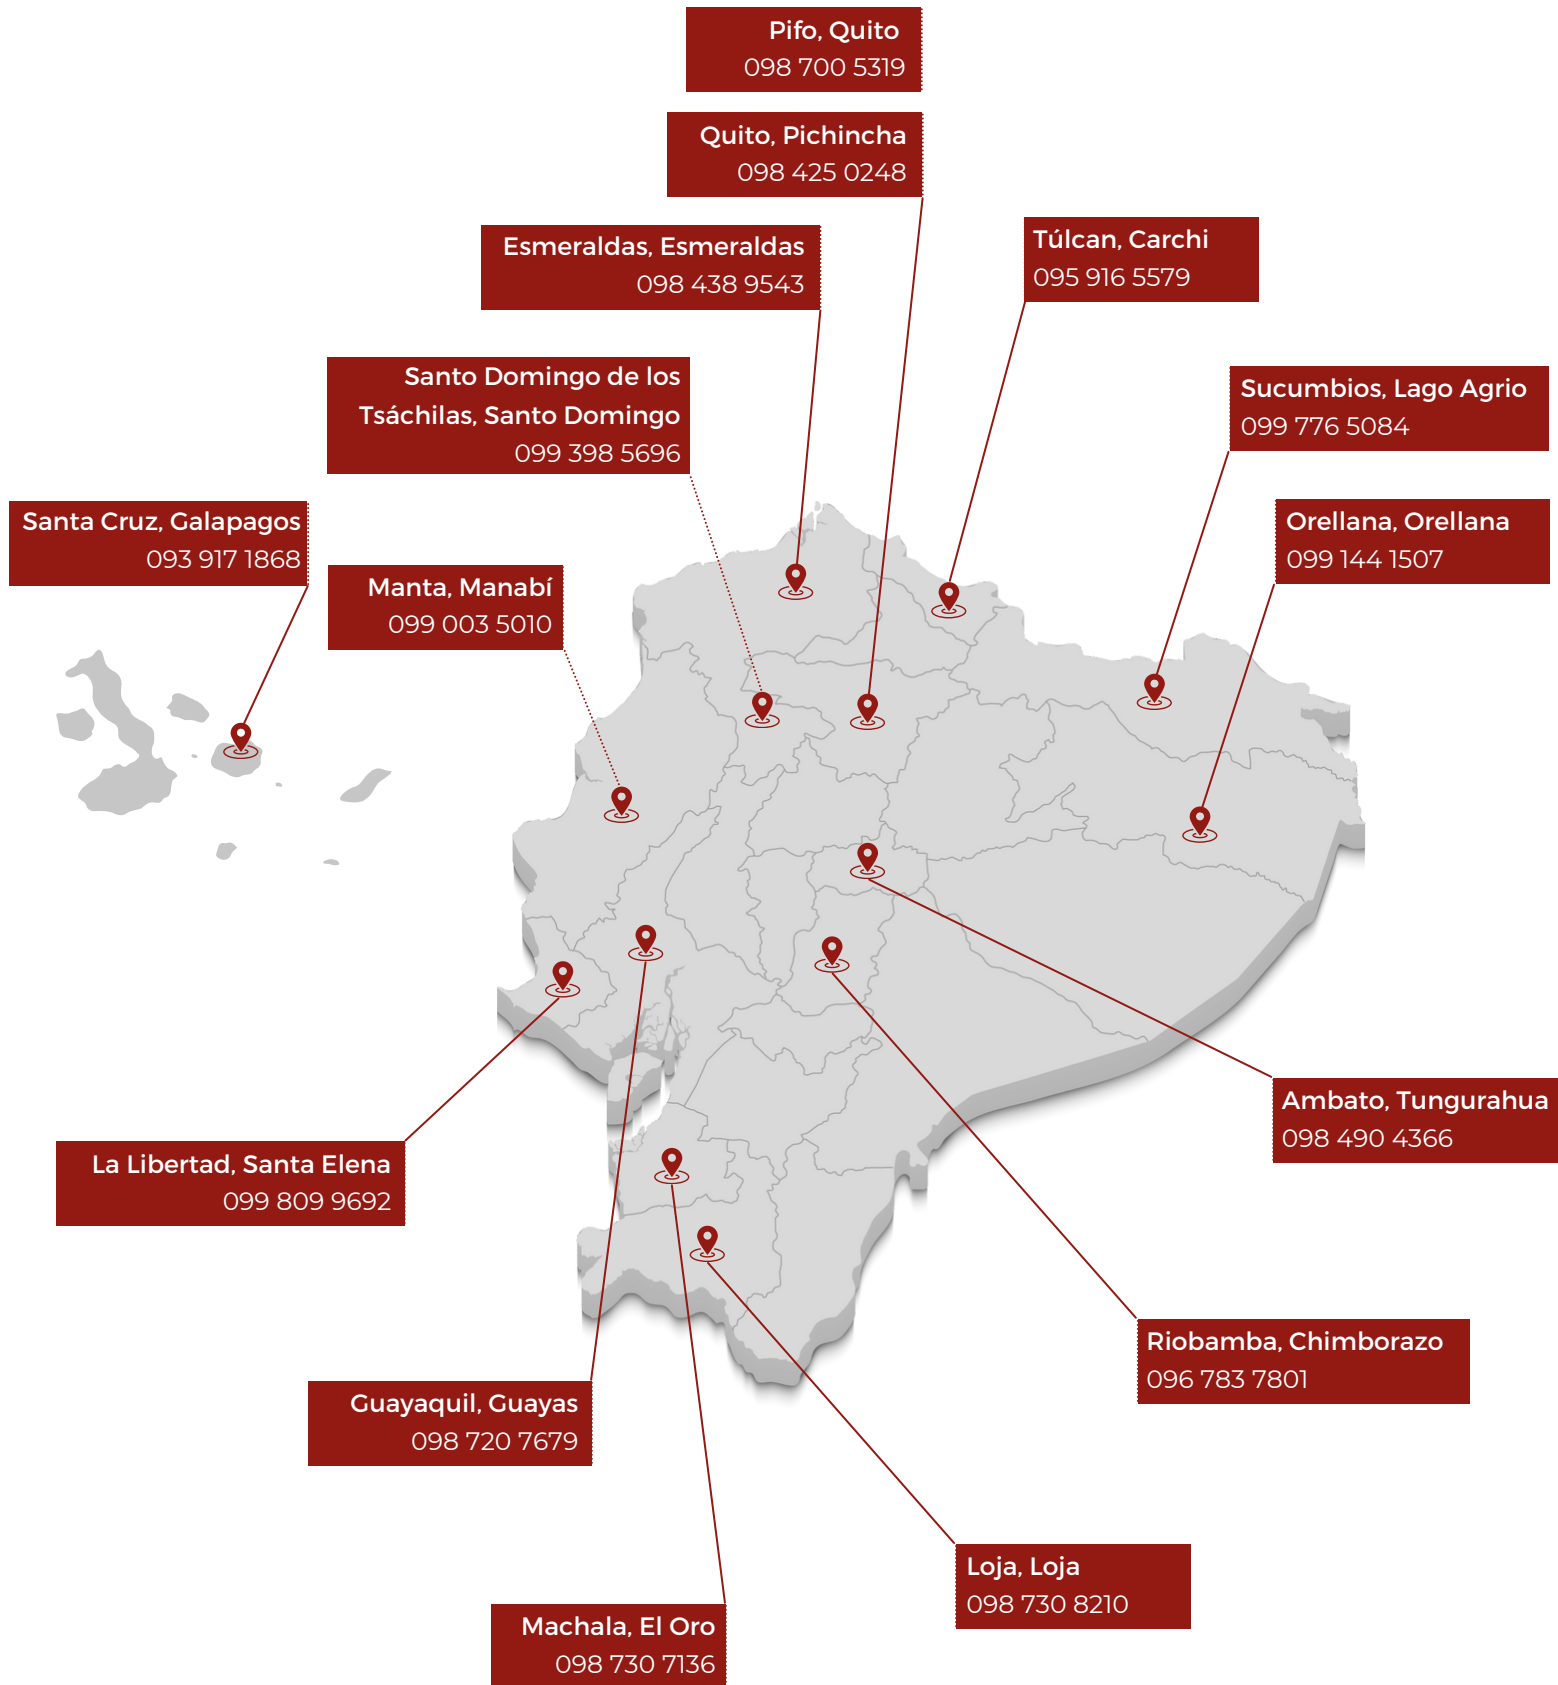 Pifo, Quito
098 700 5319
Quito, Pichincha
098 425 0248
Esmeraldas, Esmeraldas
098 438 9543
Túlcan, Carchi
095 916 5579
Santo Domingo de los
Tsáchilas, Santo Domingo
099 398 5696
Sucumbios, Lago Agrio
099 776 5084
Santa Cruz, Galapagos
093 917 1868
Orellana, Orellana
099 144 1507
Manta, Manabí
099 003 5010
Ambato, Tungurahua
098 490 4366
La Libertad, Santa Elena
099 809 9692
Riobamba, Chimborazo
096 783 7801
Guayaquil, Guayas
098 720 7679
Loja, Loja
098 730 8210
Machala, El Oro
098 730 7136